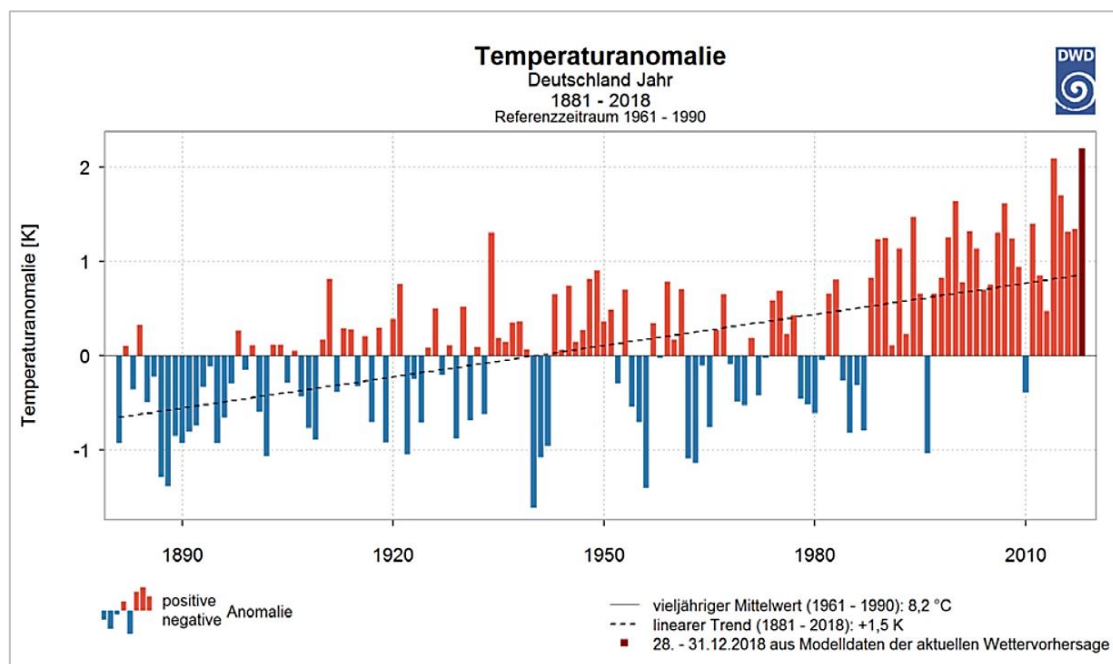 Temperaturanomalie
Deutschland Jahr
1881 - 2018
Referenzzeitraum 1961 - 1990
DWD
Temperaturanomalie [K]
2
1
0
-1
1890
1920
1950
1980
2010
positive
negative
Anomalie
vieljähriger Mittelwert (1961 - 1990): 8,2 °C
linearer Trend (1881 - 2018): +1,5 K
28. - 31.12.2018 aus Modelldaten der aktuellen Wettervorhersage